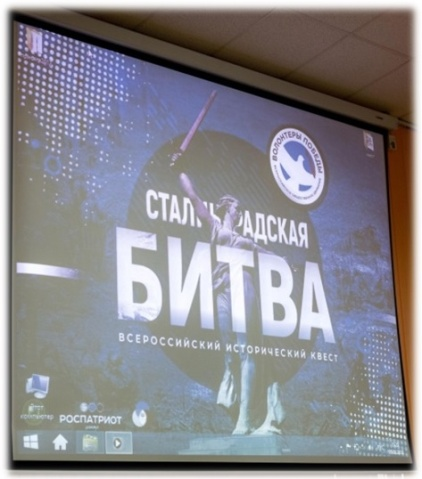 ВОЛОНТЕРЫ ПОБЕДЫ
СТАЛИНГРАДСКАЯ
БИТВА
ВСЕРОССИЙСКИЙ ИСТОРИЧЕСКИЙ КВЕСТ
РОСПАТРИОТ